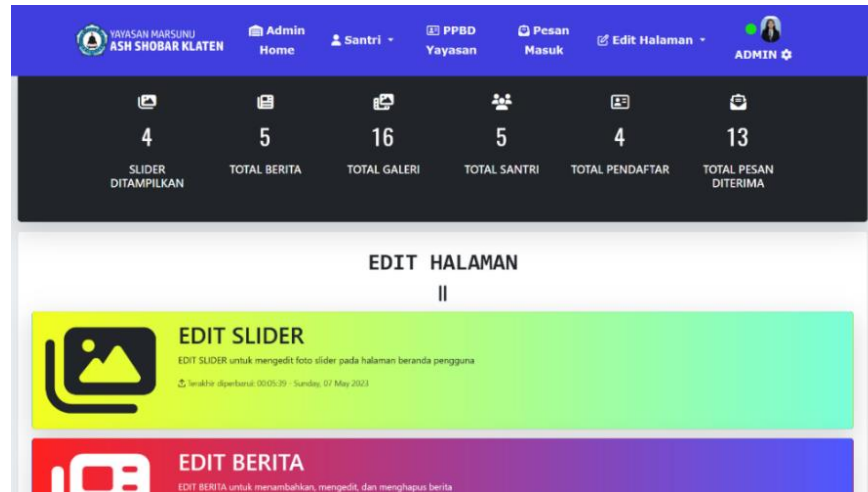 YAYASAN MARSUNU
ASH SHOBAR KLATEN
Admin
Home
Santri
PPBD
Yayasan
Pesan
Masuk
Edit Halaman
ADMIN
4
SLIDER
DITAMPILKAN
5
TOTAL BERITA
16
TOTAL GALERI
5
TOTAL SANTRI
4
TOTAL PENDAFTAR
13
TOTAL PESAN
DITERIMA
EDIT HALAMAN
EDIT SLIDER
EDIT SLIDER untuk mengedit foto slider pada halaman beranda pengguna
Terakhir diperbarui: 00:05:39 - Sunday, 07 May 2023
EDIT BERITA
EDIT BERITA untuk menambahkan, mengedit, dan menghapus berita